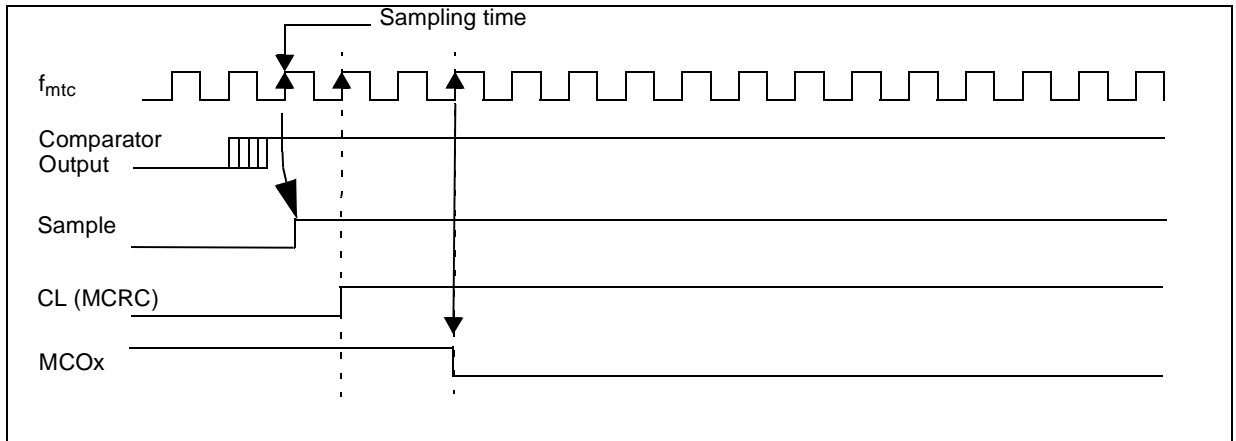 Sampling time
fmtc
Comparator
Output
Sample
CL (MCRC)
MCOx